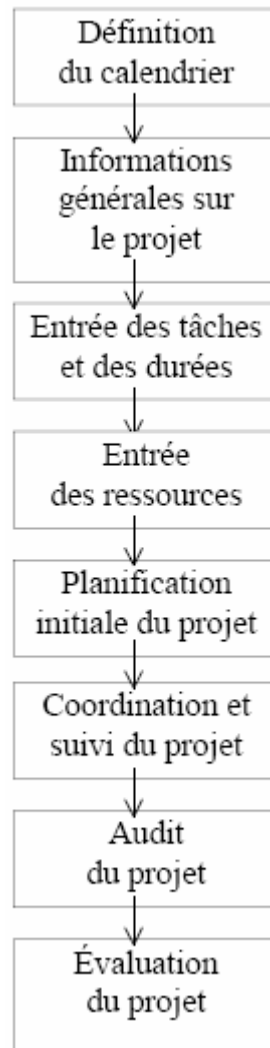 Définition
du calendrier
Informations
générales sur
le projet
Entrée des tâches
et des durées
Entrée
des ressources
Planification
initiale du projet
Coordination et
suivi du projet
Audit
du projet
Évaluation
du projet